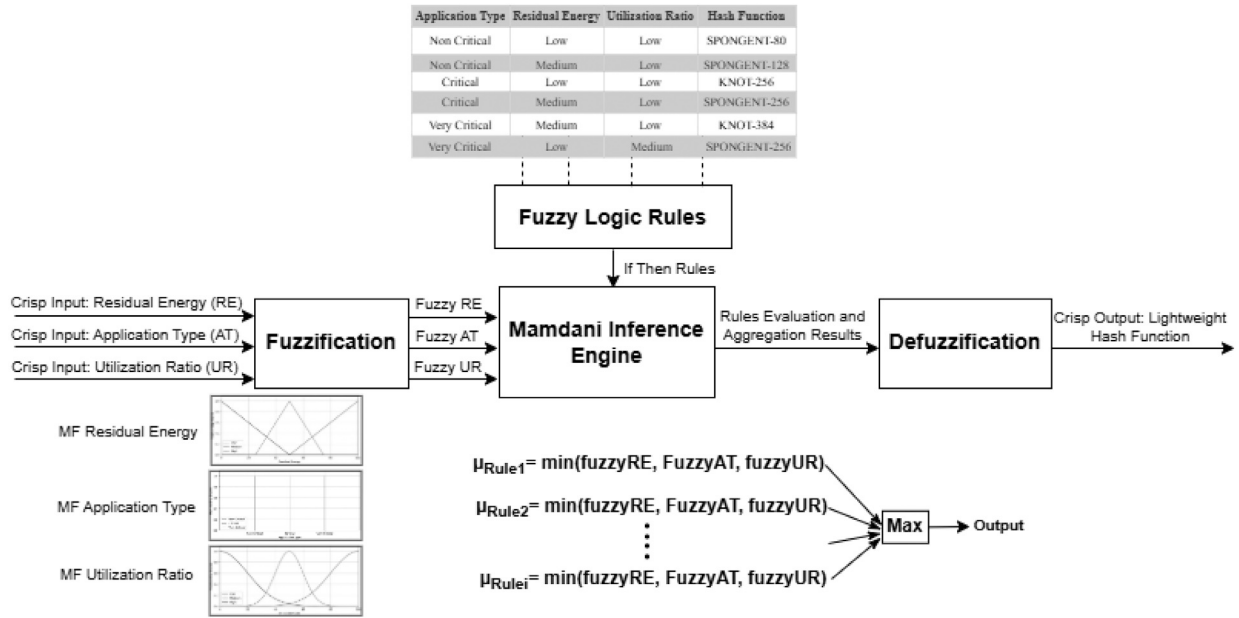 Application Type Residual Energy Utilization Ratio Hash Function
Non Critical Low Low SPONGENT-80
Non Critical Medium Low SPONGENT-128
Critical Low Low KNOT-256
Critical Medium Low SPONGENT-256
Very Critical Medium Low KNOT-384
Very Critical Low Medium SPONGENT-256
Fuzzy Logic Rules
If Then Rules
Crisp Input: Residual Energy (RE)
Crisp Input: Application Type (AT)
Crisp Input: Utilization Ratio (UR)
Fuzzification
Fuzzy RE
Fuzzy AT
Fuzzy UR
Mamdani Inference
Engine
Rules Evaluation and
Aggregation Results
Defuzzification
Crisp Output: Lightweight
Hash Function
MF Residual Energy
MF Application Type
MF Utilization Ratio
μRule1= min(fuzzyRE, FuzzyAT, fuzzyUR)
μRule2= min(fuzzyRE, FuzzyAT, fuzzyUR)
μRulei= min(fuzzyRE, FuzzyAT, fuzzyUR)
Max
Output